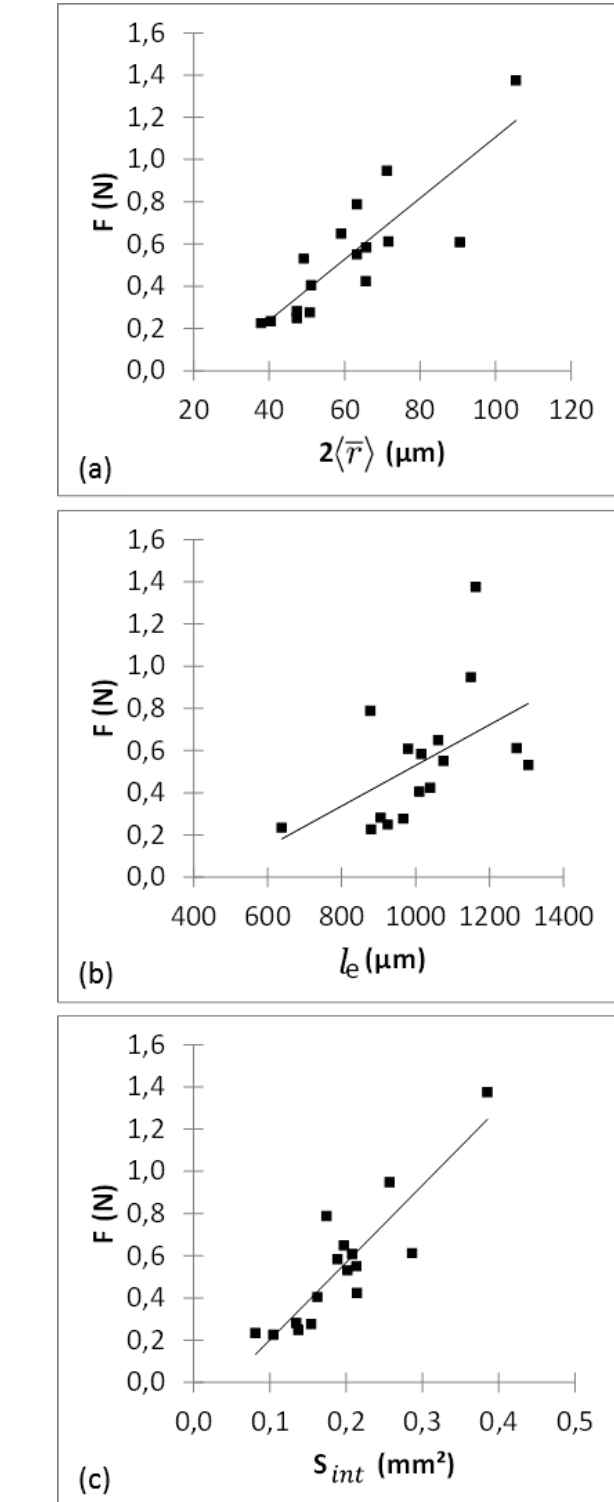 1,6
1,4
1,2
1,0
0,8
0,6
0,4
0,2
0,0
F (N)
20 40 60 80 100 120
2⟨r̅⟩ (µm)
(a)
1,6
1,4
1,2
1,0
0,8
0,6
0,4
0,2
0,0
F (N)
400 600 800 1000 1200 1400
lₑ (µm)
(b)
1,6
1,4
1,2
1,0
0,8
0,6
0,4
0,2
0,0
F (N)
0,0 0,1 0,2 0,3 0,4 0,5
S_int (mm²)
(c)